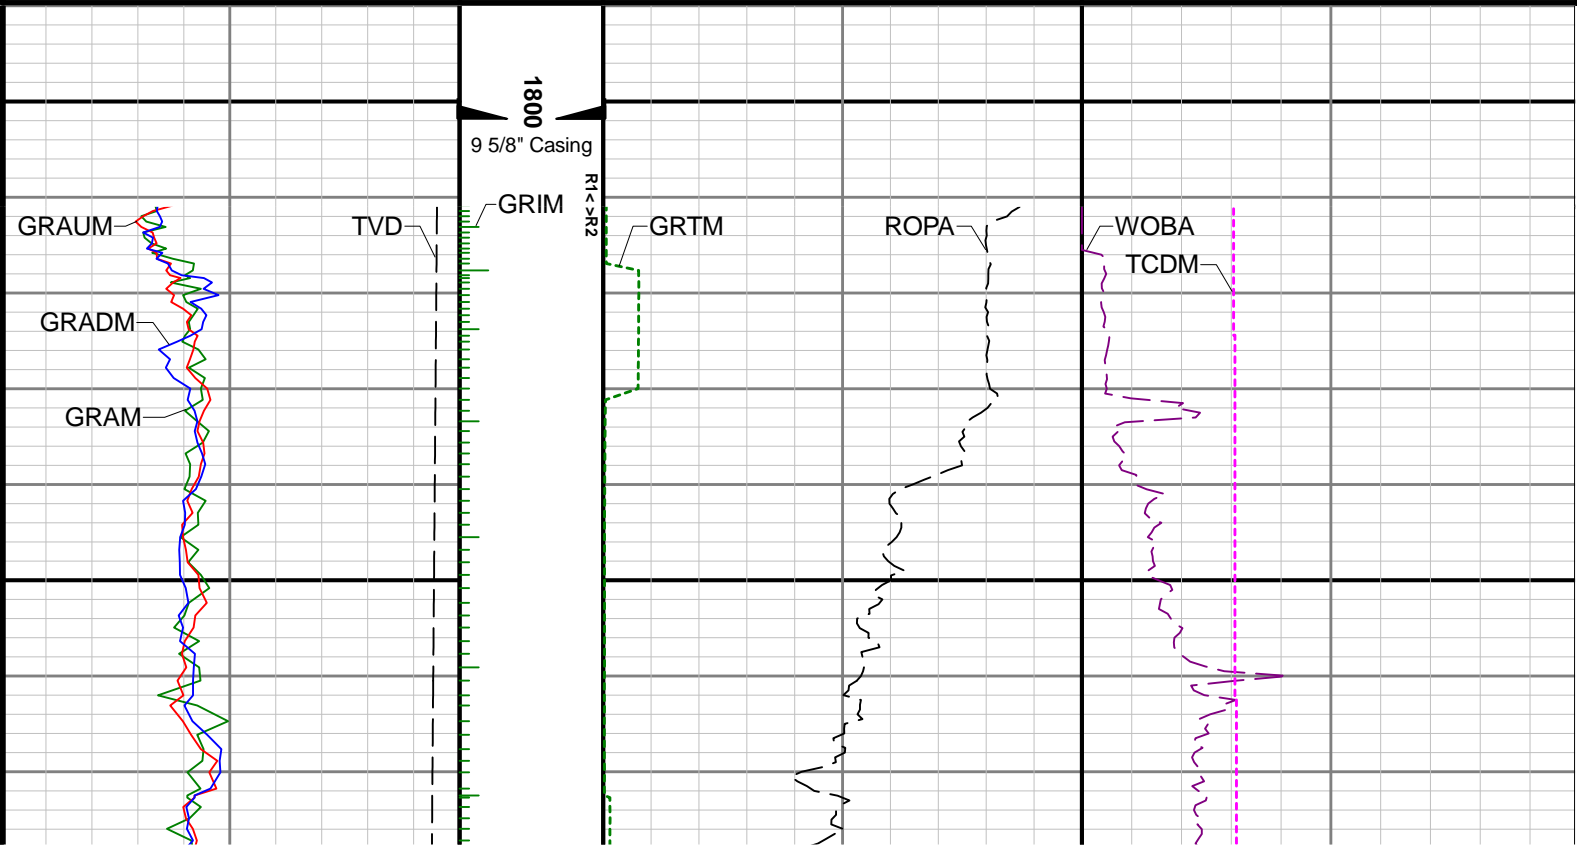 1800
9 5/8" Casing
R1< >R2
GRIM
GRAUM
TVD
GRTM
ROPA
WOBA
TCDM
GRADM
GRAM